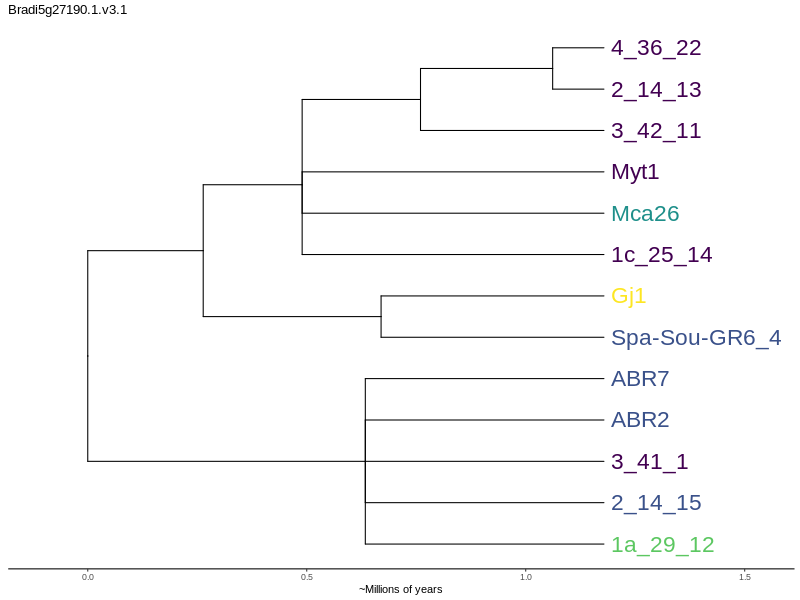 Bradi5g27190.1.v3.1
4_36_22
2_14_13
3_42_11
Myt1
Mca26
1c_25_14
Gj1
Spa-Sou-GR6_4
ABR7
ABR2
3_41_1
2_14_15
1a_29_12
0.0 0.5 1.0 1.5
~Millions of years